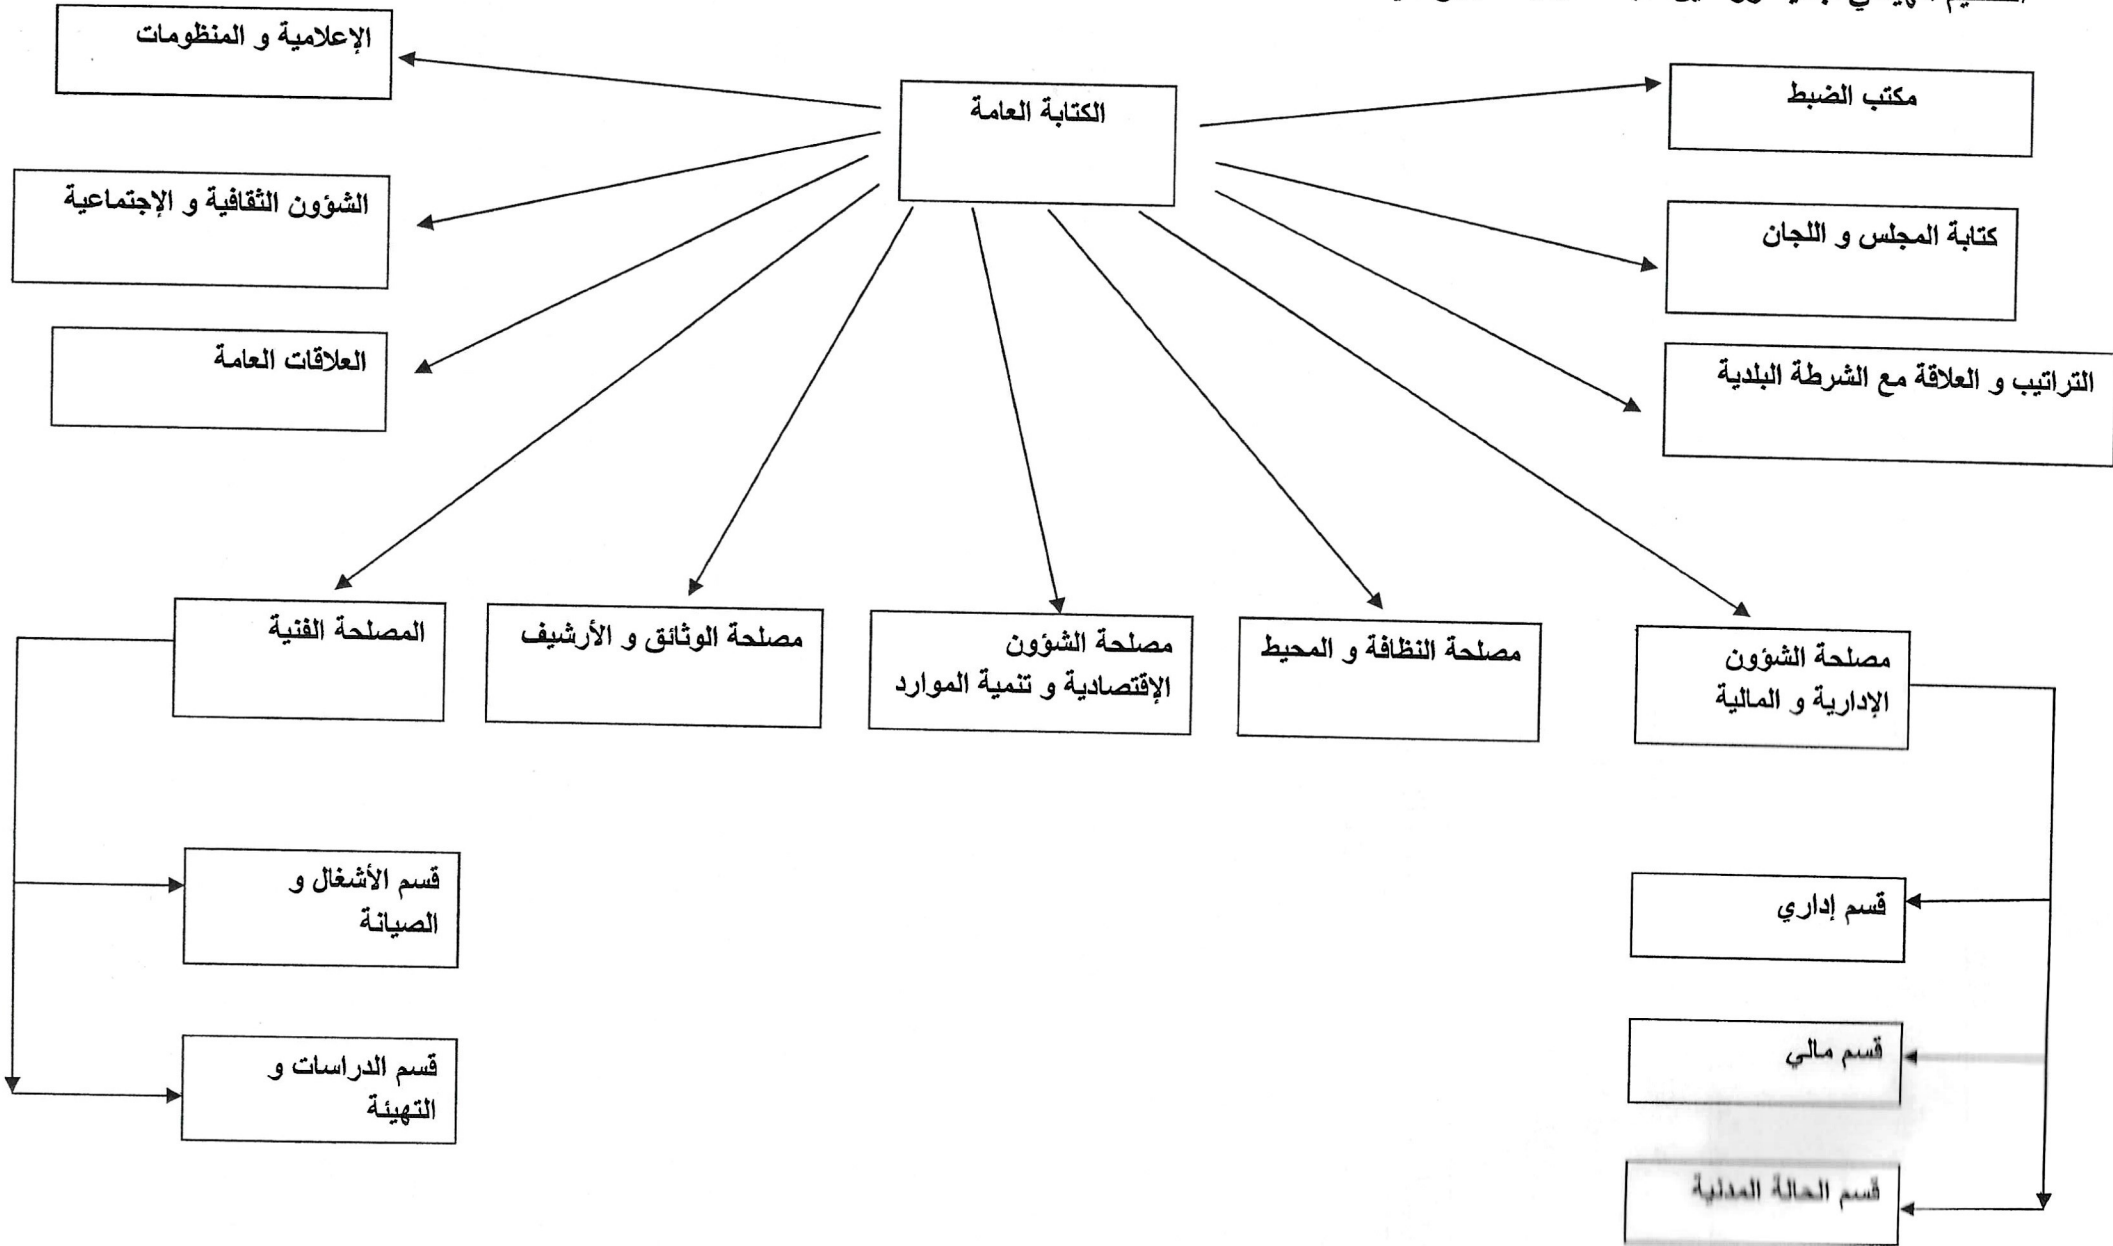 الكتابة العامة
مكتب الضبط
كتابة المجلس و اللجان
التراتيب و العلاقة مع الشرطة البلدية
الإعلامية و المنظومات
الشؤون الثقافية و الإجتماعية
العلاقات العامة
مصلحة الشؤون
الإدارية و المالية
مصلحة النظافة و المحيط
مصلحة الشؤون
الإقتصادية و تنمية الموارد
مصلحة الوثائق و الأرشيف
المصلحة الفنية
قسم إداري
قسم مالي
قسم الحالة المدنية
قسم الأشغال و
الصيانة
قسم الدراسات و
التهيئة